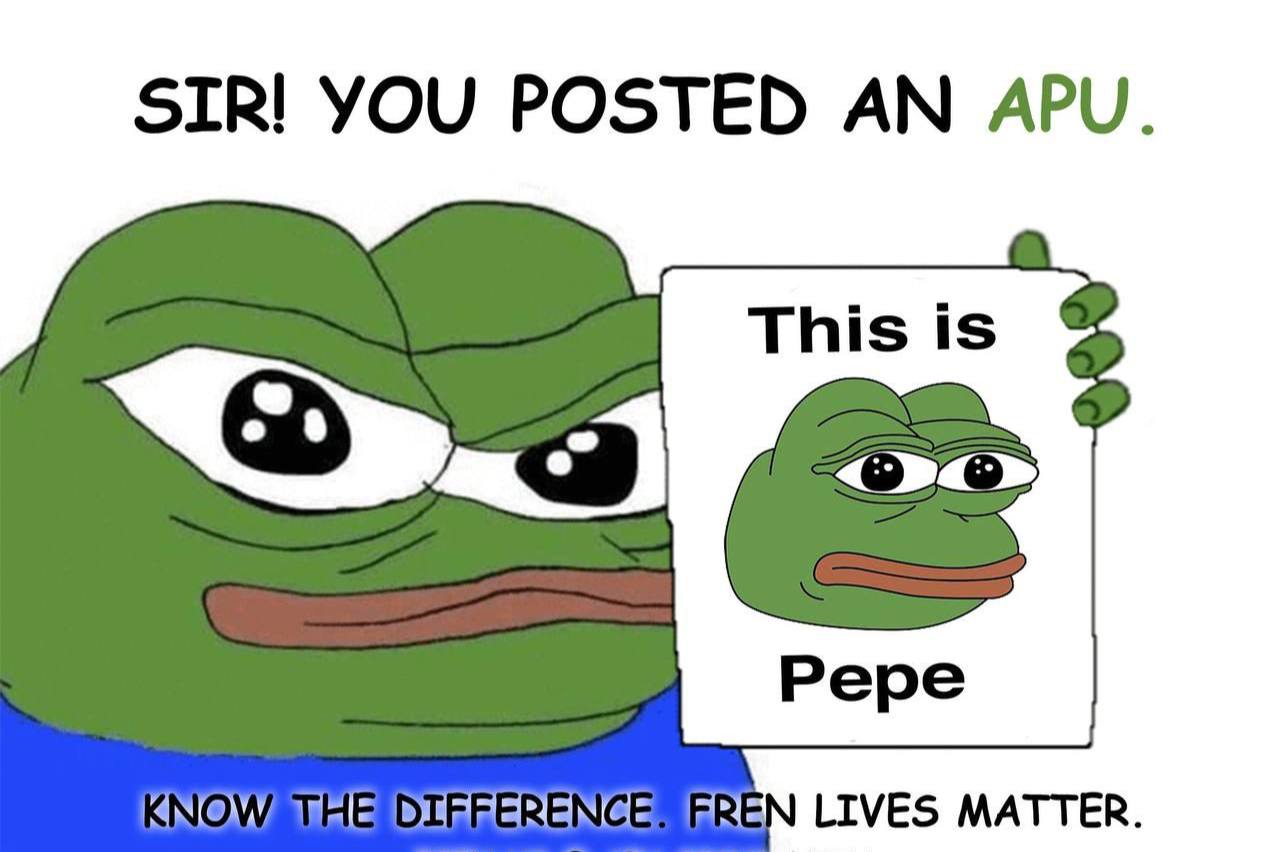 SIR! YOU POSTED AN APU.
This is
Pepe
KNOW THE DIFFERENCE. FREN LIVES MATTER.